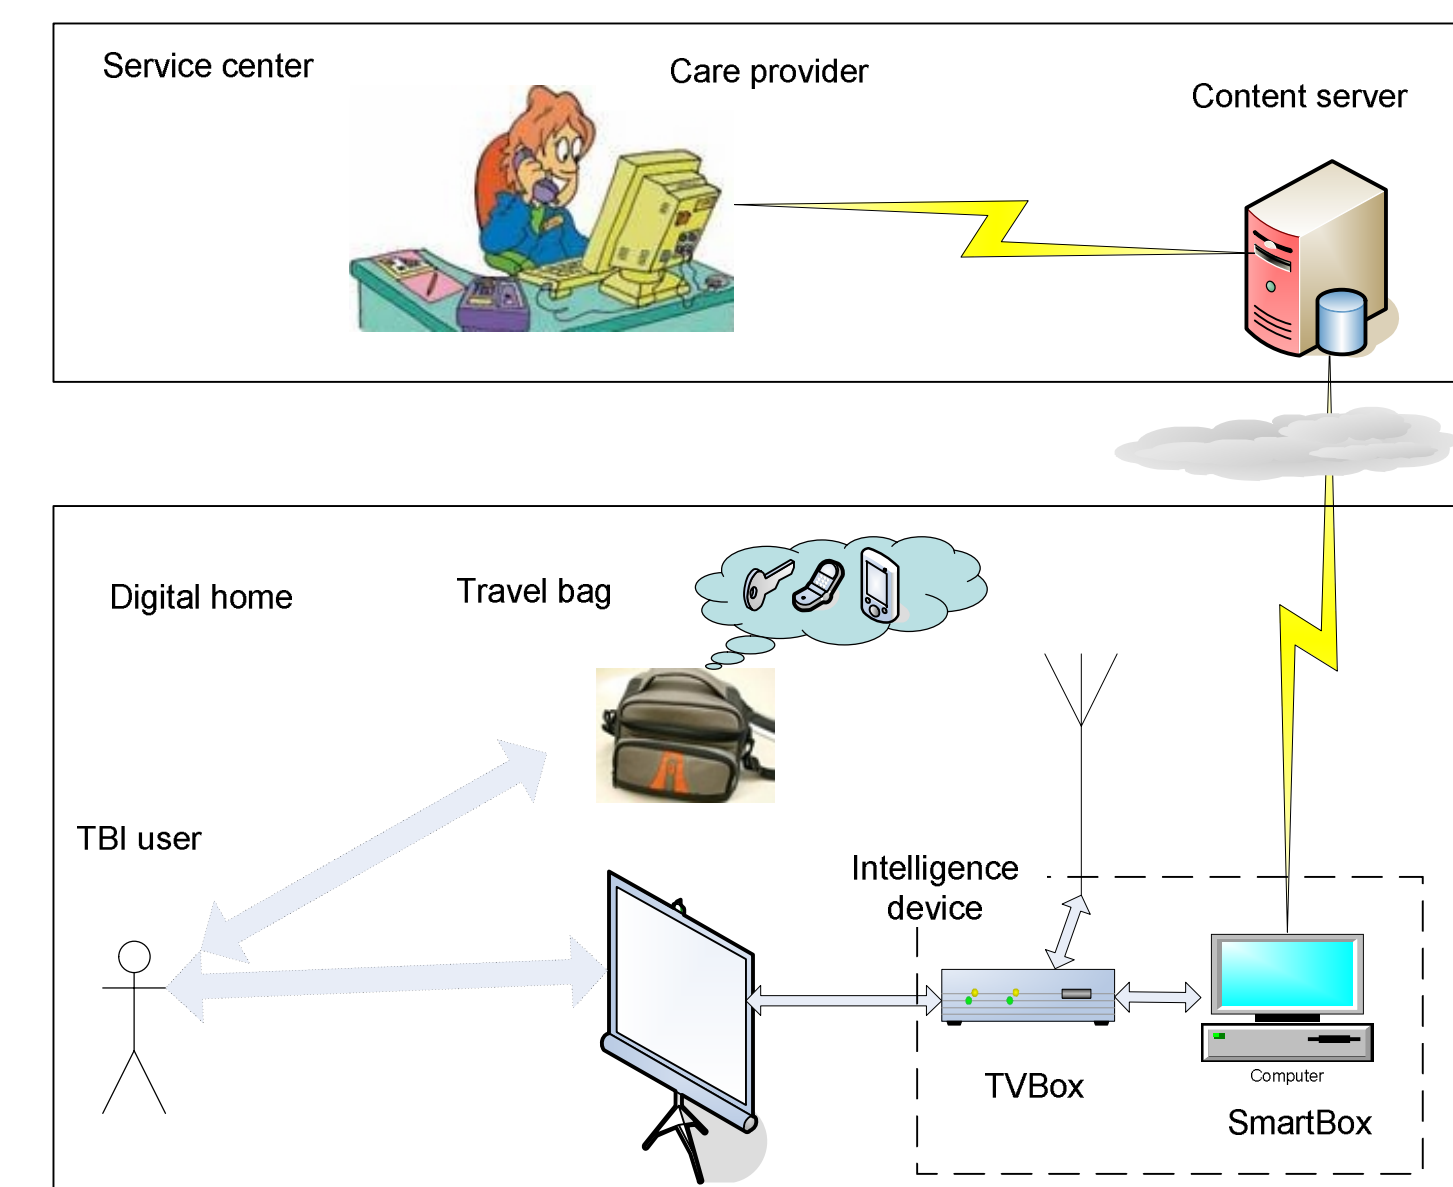 Service center
Care provider
Content server
Digital home
Travel bag
TBI user
Intelligence
device
TVBox
Computer
SmartBox